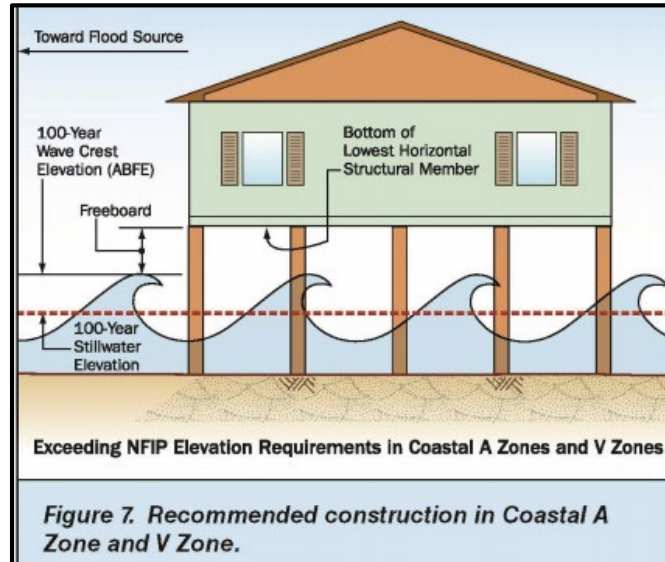 Toward Flood Source
100-Year
Wave Crest
Elevation (ABFE)
Freeboard
Bottom of
Lowest Horizontal
Structural Member
100-Year
Stillwater
Elevation
Exceeding NFIP Elevation Requirements in Coastal A Zones and V Zones
Figure 7. Recommended construction in Coastal A
Zone and V Zone.